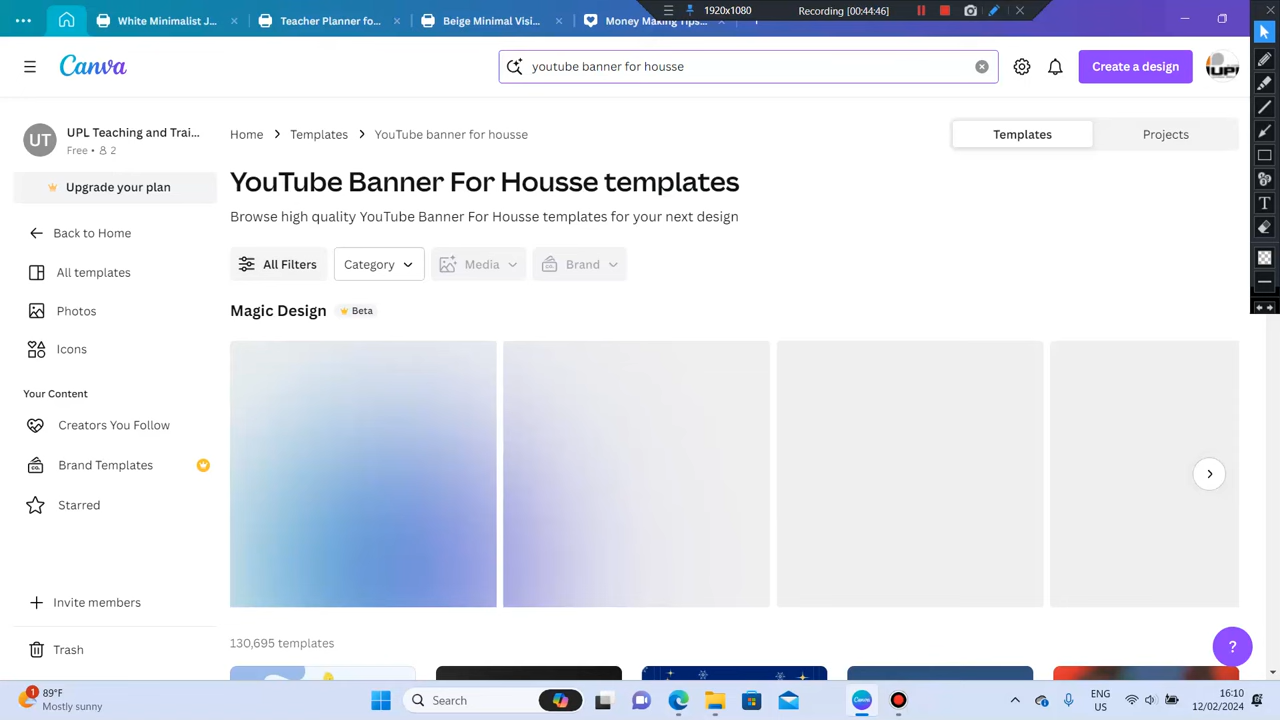 1920x1080
Recording (00:44:46)
White Minimalist J...
Teacher Planner fo...
Beige Minimal Visi...
Money Making Tips...
Canva
youtube banner for housse
Create a design
UPL
UT
UPL Teaching and Trai...
Free • 2
Upgrade your plan
Back to Home
All templates
Photos
Icons
Your Content
Creators You Follow
Brand Templates
Starred
Invite members
Trash
Home > Templates > YouTube banner for housse
Templates
Projects
YouTube Banner For Housse templates
Browse high quality YouTube Banner For Housse templates for your next design
All Filters
Category
Media
Brand
Magic Design
Beta
130,695 templates
?
1
89°F
Mostly sunny
Search
Canva
ENG
US
16:10
12/02/2024